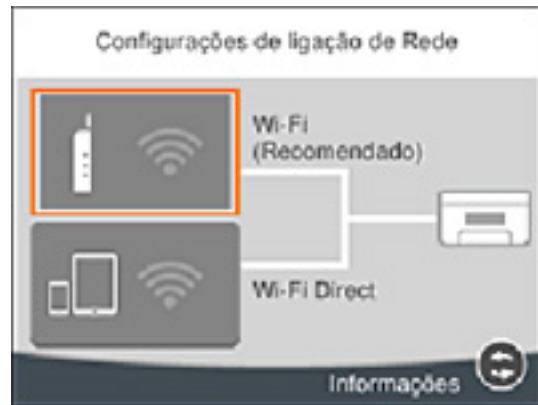 Configurações de ligação de Rede
Wi-Fi
(Recomendado)
Wi-Fi Direct
Informações